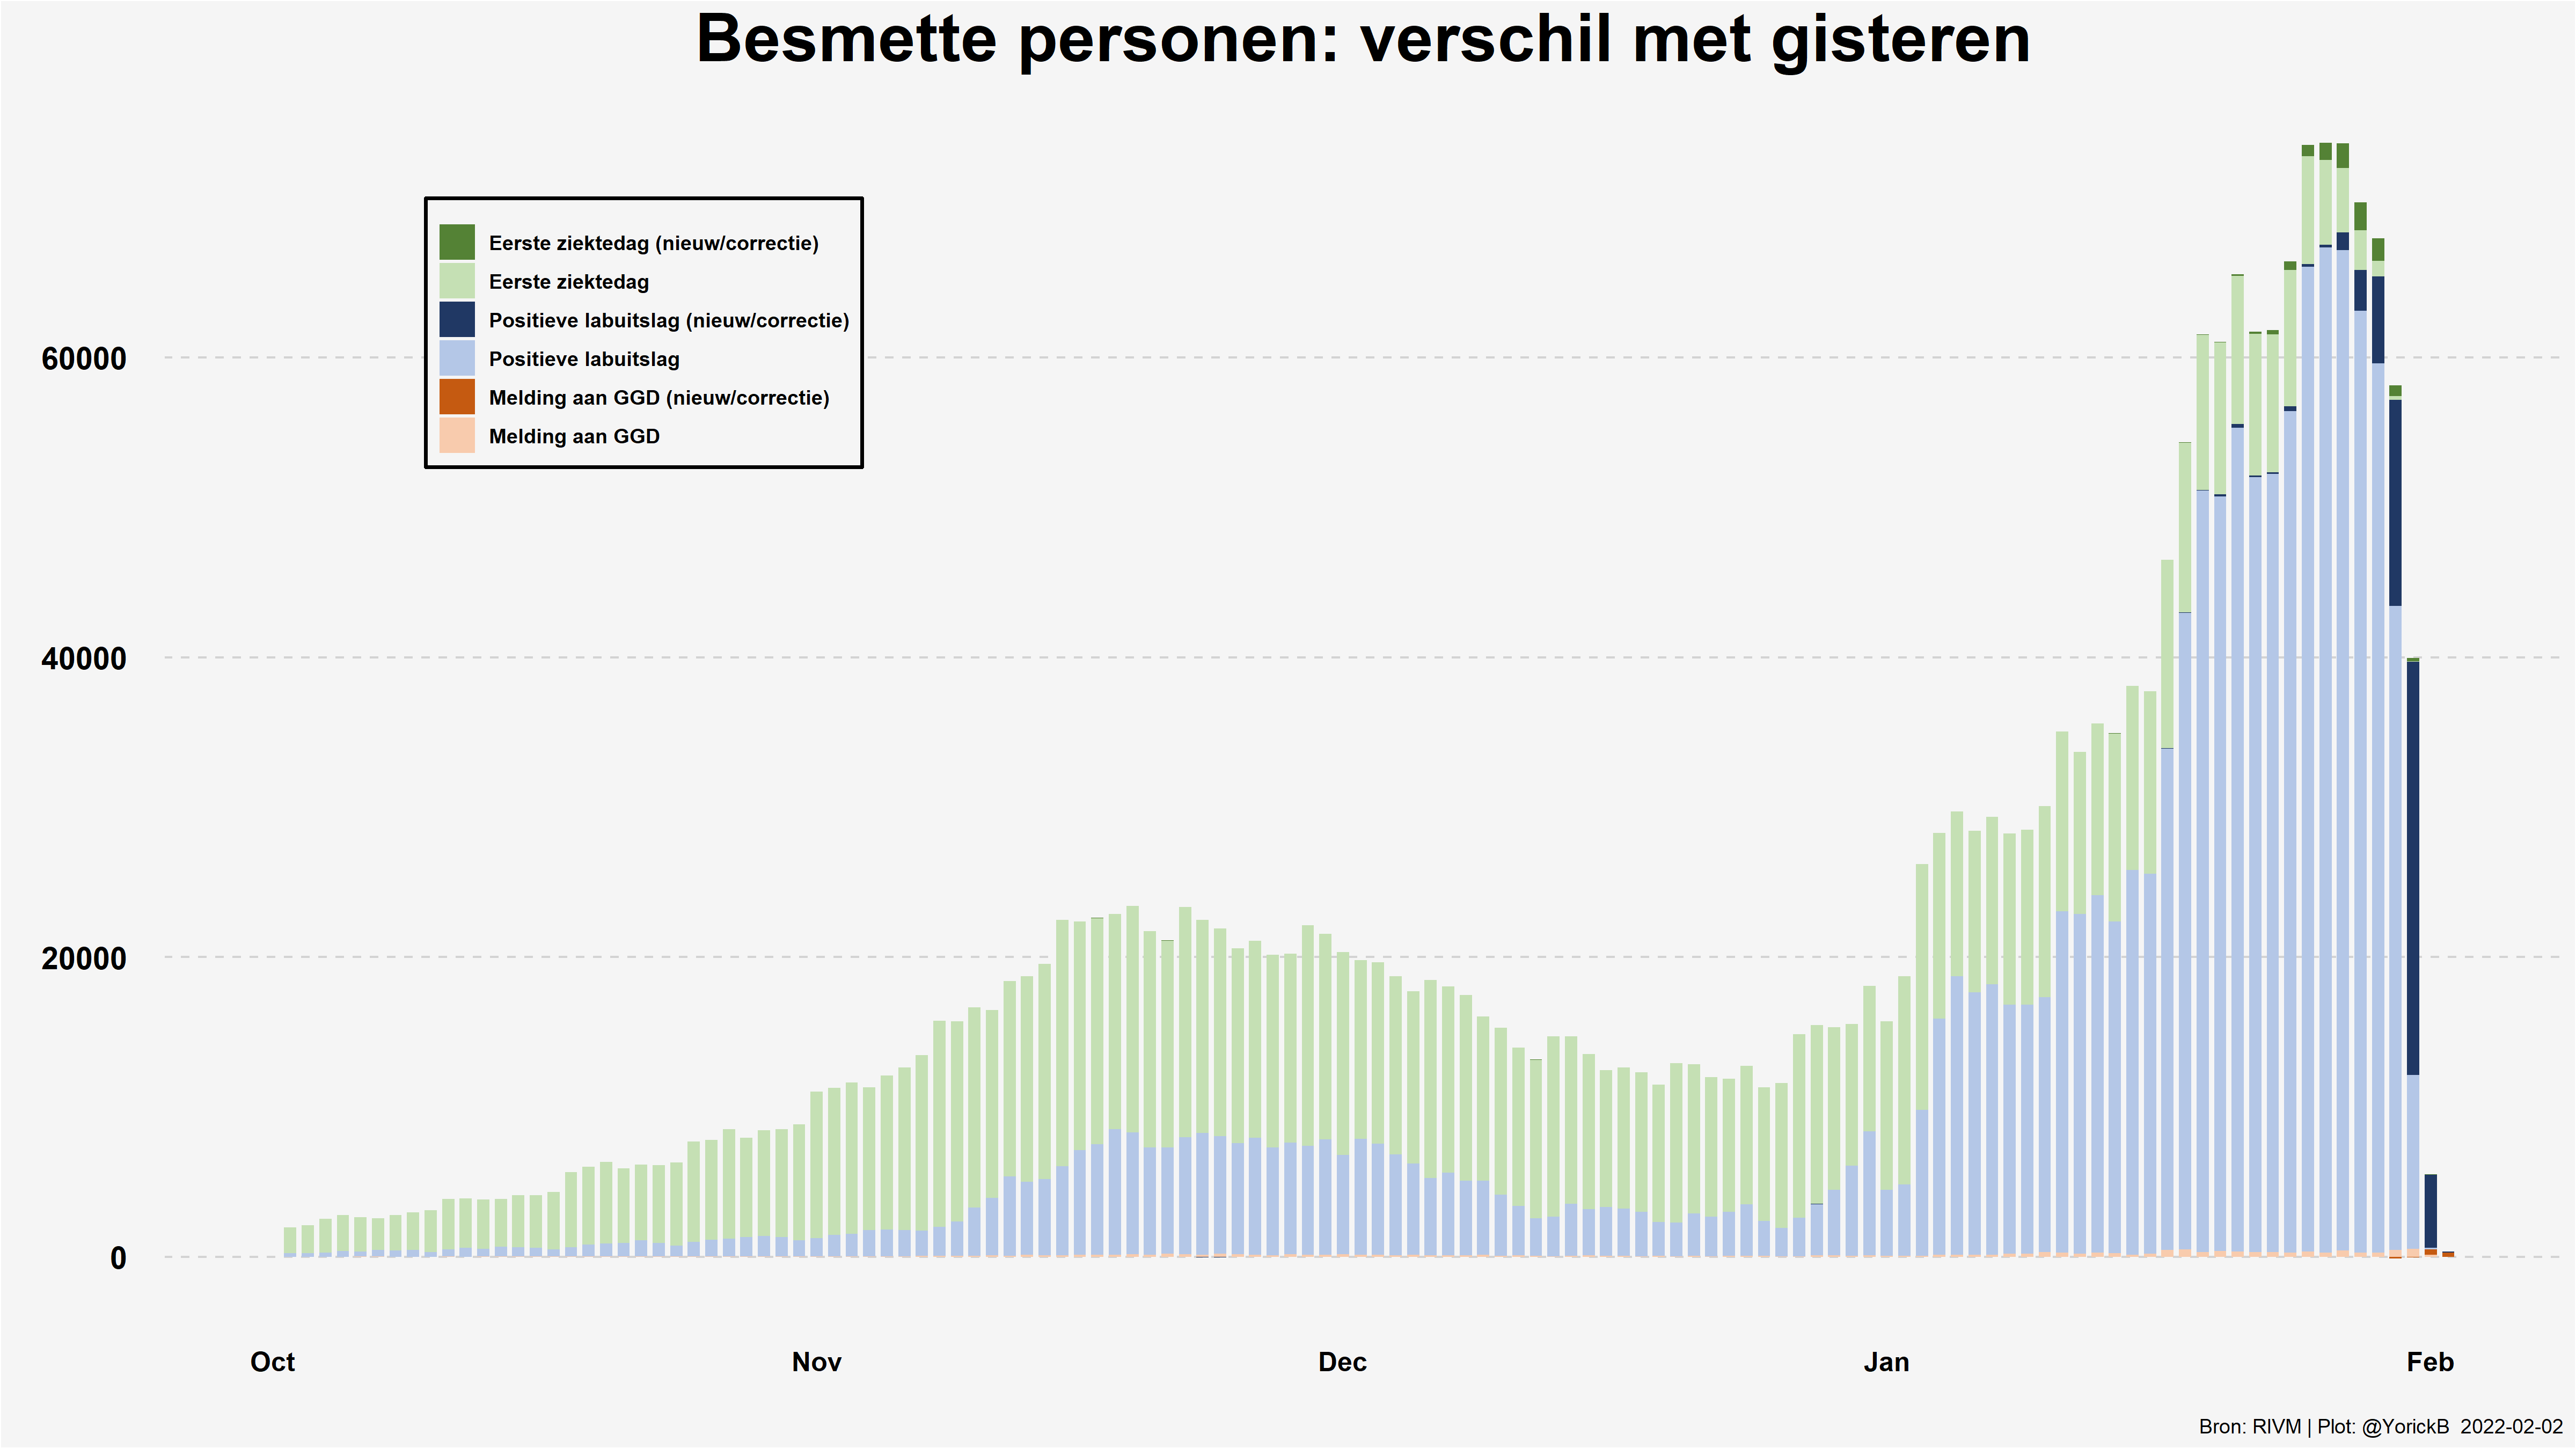 Besmette personen: verschil met gisteren
Eerste ziektedag (nieuw/correctie)
Eerste ziektedag
Positieve labuitslag (nieuw/correctie)
Positieve labuitslag
Melding aan GGD (nieuw/correctie)
Melding aan GGD
60000
40000
20000
0
Oct Nov Dec Jan Feb
Bron: RIVM | Plot: @YorickB 2022-02-02